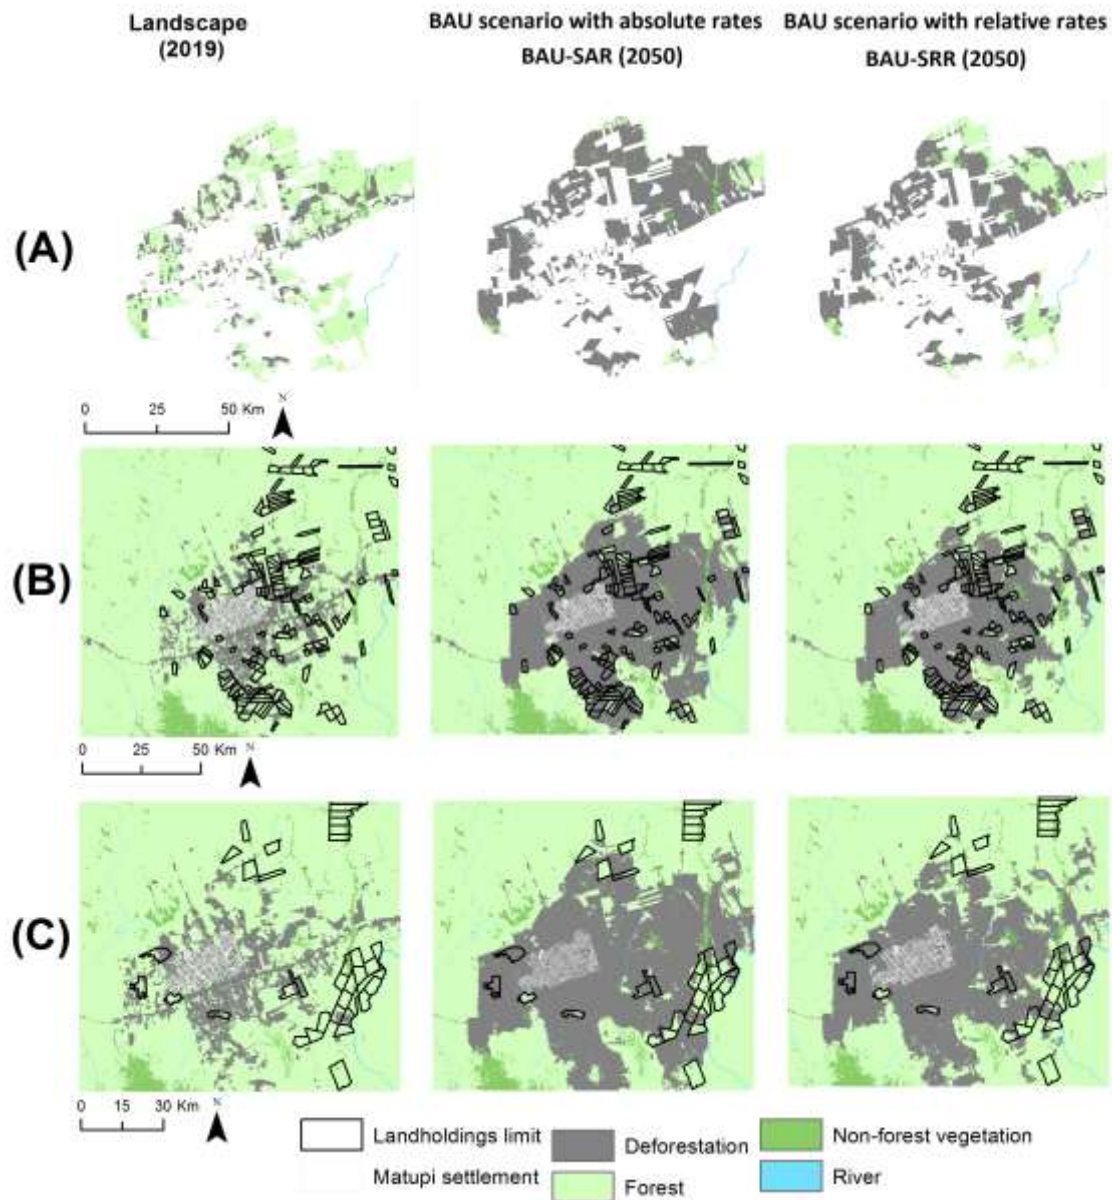 Landscape
(2019)
BAU scenario with absolute rates
BAU-SAR (2050)
BAU scenario with relative rates
BAU-SRR (2050)
(A)
0 25 50 Km
N
(B)
0 25 50 Km
N
(C)
0 15 30 Km
N
Landholdings limit
Deforestation
Non-forest vegetation
Matupi settlement
Forest
River